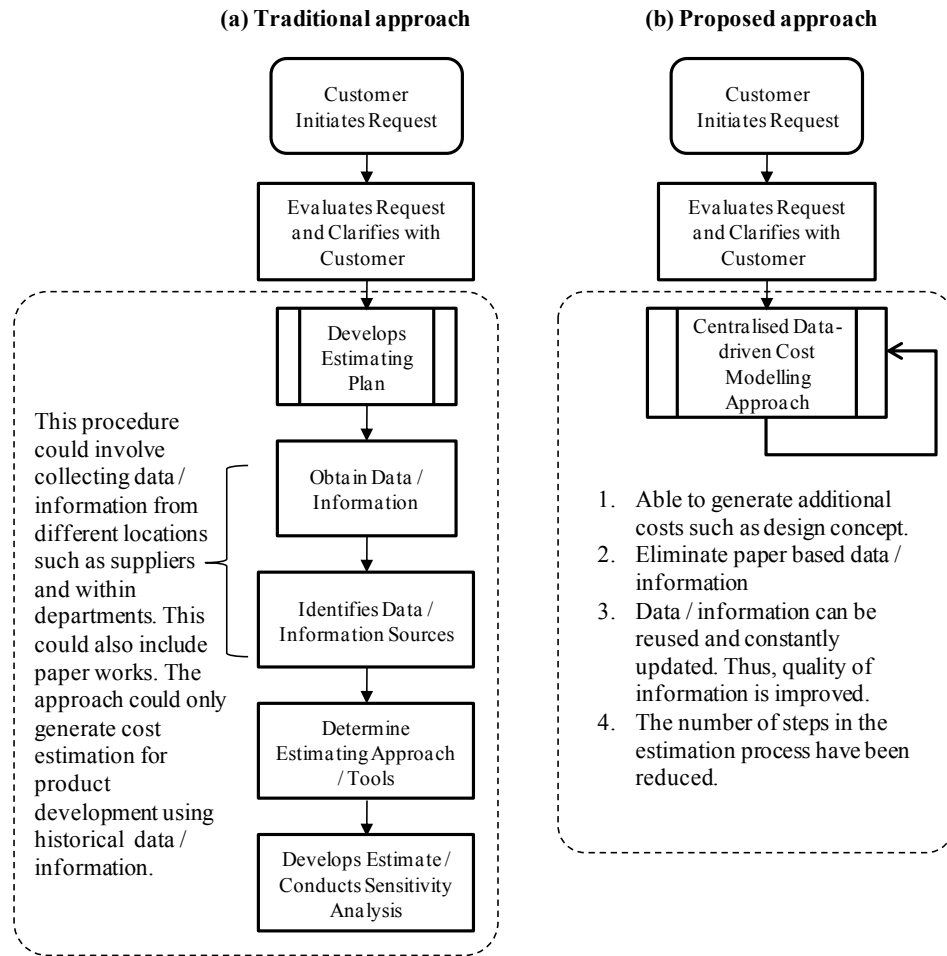 (a) Traditional approach
Customer
Initiates Request
Evaluates Request
and Clarifies with
Customer
Develops
Estimating
Plan
This procedure
could involve
collecting data /
information from
different locations
such as suppliers
and within
departments. This
could also include
paper works. The
approach could only
generate cost
estimation for
product
development using
historical data /
information.
Obtain Data /
Information
Identifies Data /
Information Sources
Determine
Estimating Approach
/ Tools
Develops Estimate /
Conducts Sensitivity
Analysis
(b) Proposed approach
Customer
Initiates Request
Evaluates Request
and Clarifies with
Customer
Centralised Data-
driven Cost
Modelling
Approach
1. Able to generate additional
costs such as design concept.
2. Eliminate paper based data /
information
3. Data / information can be
reused and constantly
updated. Thus, quality of
information is improved.
4. The number of steps in the
estimation process have been
reduced.